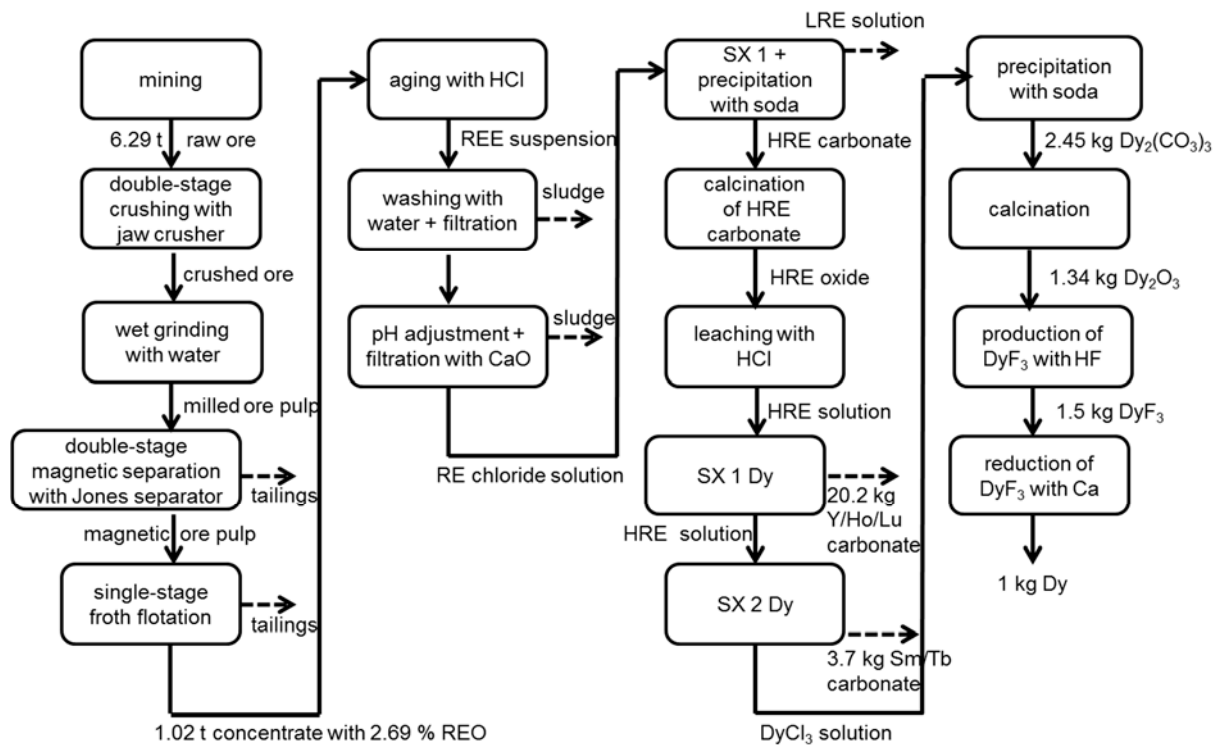 mining
6.29 t
raw ore
double-stage
crushing with
jaw crusher
crushed ore
wet grinding
with water
milled ore pulp
double-stage
magnetic separation
with Jones separator
tailings
magnetic ore pulp
single-stage
froth flotation
tailings
1.02 t concentrate with 2.69 % REO
aging with HCl
REE suspension
washing with
water + filtration
sludge
pH adjustment +
filtration with CaO
sludge
RE chloride solution
SX 1 +
precipitation
with soda
LRE solution
HRE carbonate
calcination
of HRE
carbonate
HRE oxide
leaching with
HCl
HRE solution
SX 1 Dy
20.2 kg
Y/Ho/Lu
carbonate
HRE solution
SX 2 Dy
3.7 kg Sm/Tb
carbonate
DyCl₃ solution
precipitation
with soda
2.45 kg Dy₂(CO₃)₃
calcination
1.34 kg Dy₂O₃
production of
DyF₃ with HF
1.5 kg DyF₃
reduction of
DyF₃ with Ca
1 kg Dy